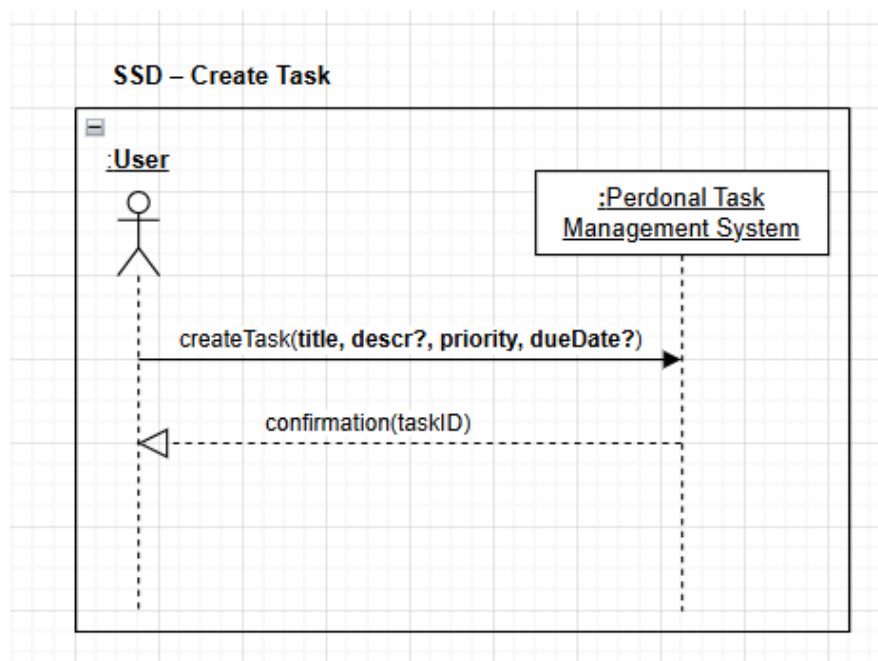 SSD – Create Task
:User
:Perdonal Task
Management System
createTask(title, descr?, priority, dueDate?)
confirmation(taskID)